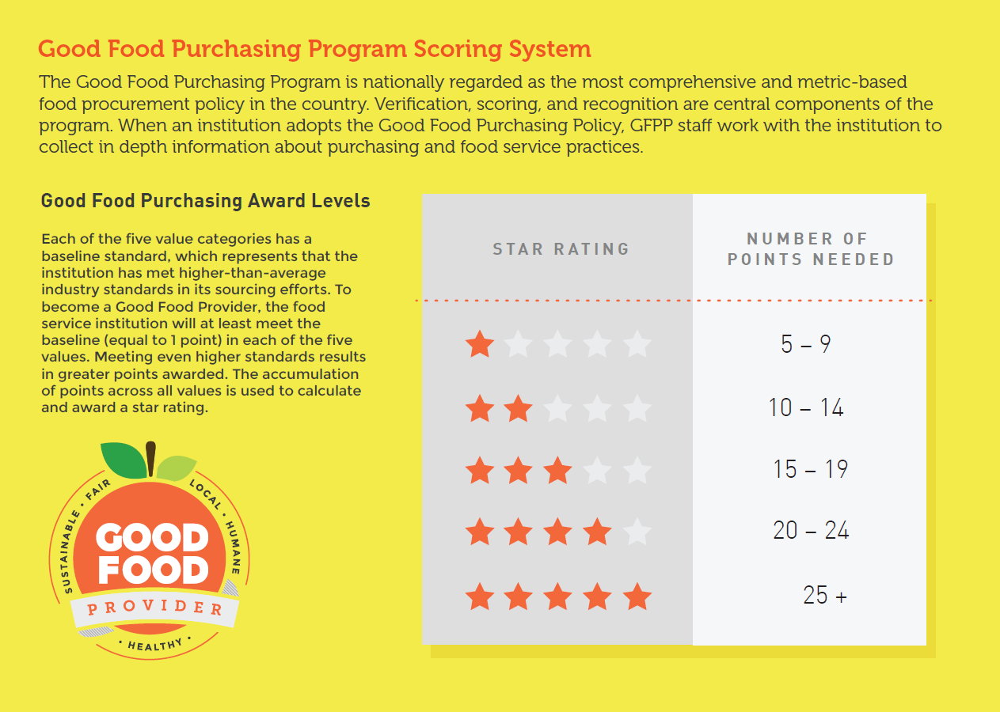 Good Food Purchasing Program Scoring System
The Good Food Purchasing Program is nationally regarded as the most comprehensive and metric-based
food procurement policy in the country. Verification, scoring, and recognition are central components of the
program. When an institution adopts the Good Food Purchasing Policy, GFPP staff work with the institution to
collect in depth information about purchasing and food service practices.
Good Food Purchasing Award Levels
Each of the five value categories has a
baseline standard, which represents that the
institution has met higher-than-average
industry standards in its sourcing efforts. To
become a Good Food Provider, the food
service institution will at least meet the
baseline (equal to 1 point) in each of the five
values. Meeting even higher standards results
in greater points awarded. The accumulation
of points across all values is used to calculate
and award a star rating.
SUSTAINABLE • FAIR
LOCAL • HUMANE
GOOD
FOOD
PROVIDER
• HEALTHY •
STAR RATING
NUMBER OF
POINTS NEEDED
5 – 9
10 – 14
15 – 19
20 – 24
25 +